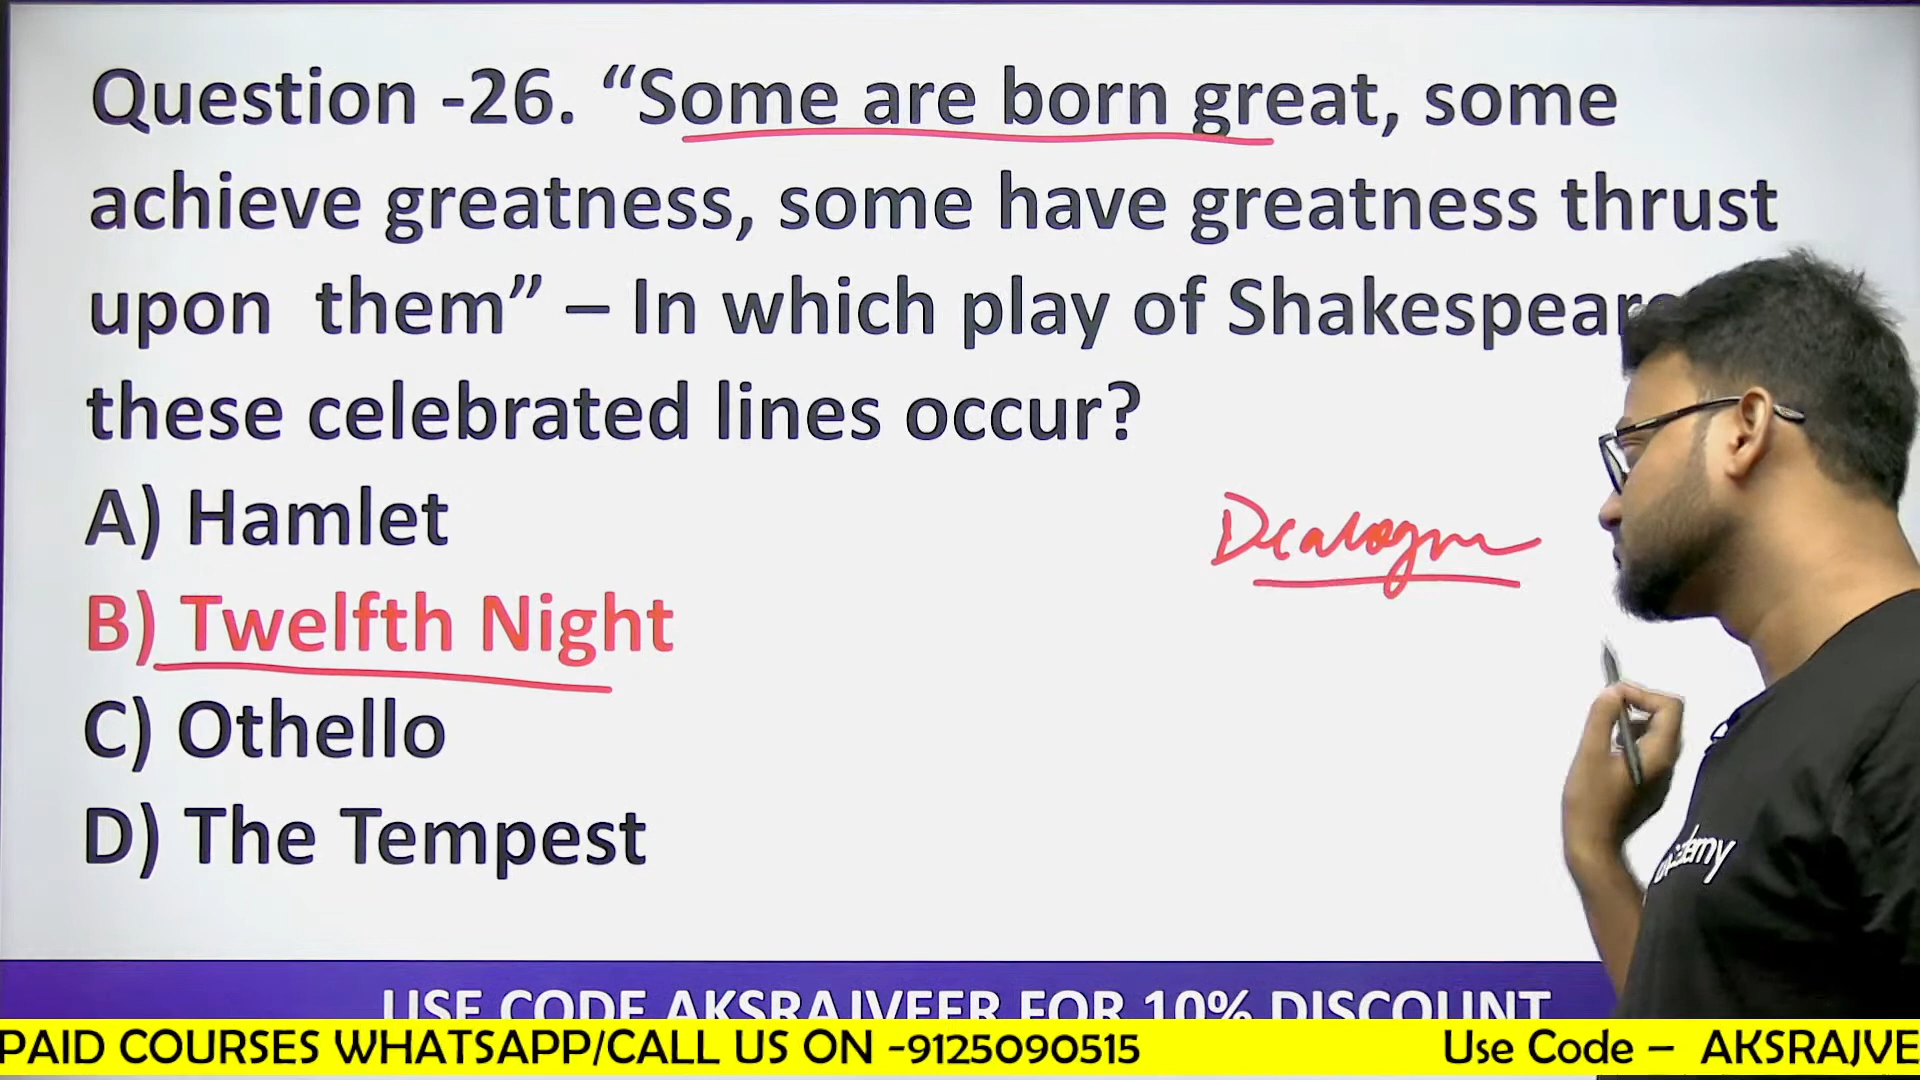 Question -26. “Some are born great, some
achieve greatness, some have greatness thrust
upon them” – In which play of Shakespeare
these celebrated lines occur?
A) Hamlet
Dialogue
B) Twelfth Night
C) Othello
D) The Tempest
USE CODE AKSRAJVEER FOR 10% DISCOUNT
PAID COURSES WHATSAPP/CALL US ON -9125090515
Use Code – AKSRAJVE